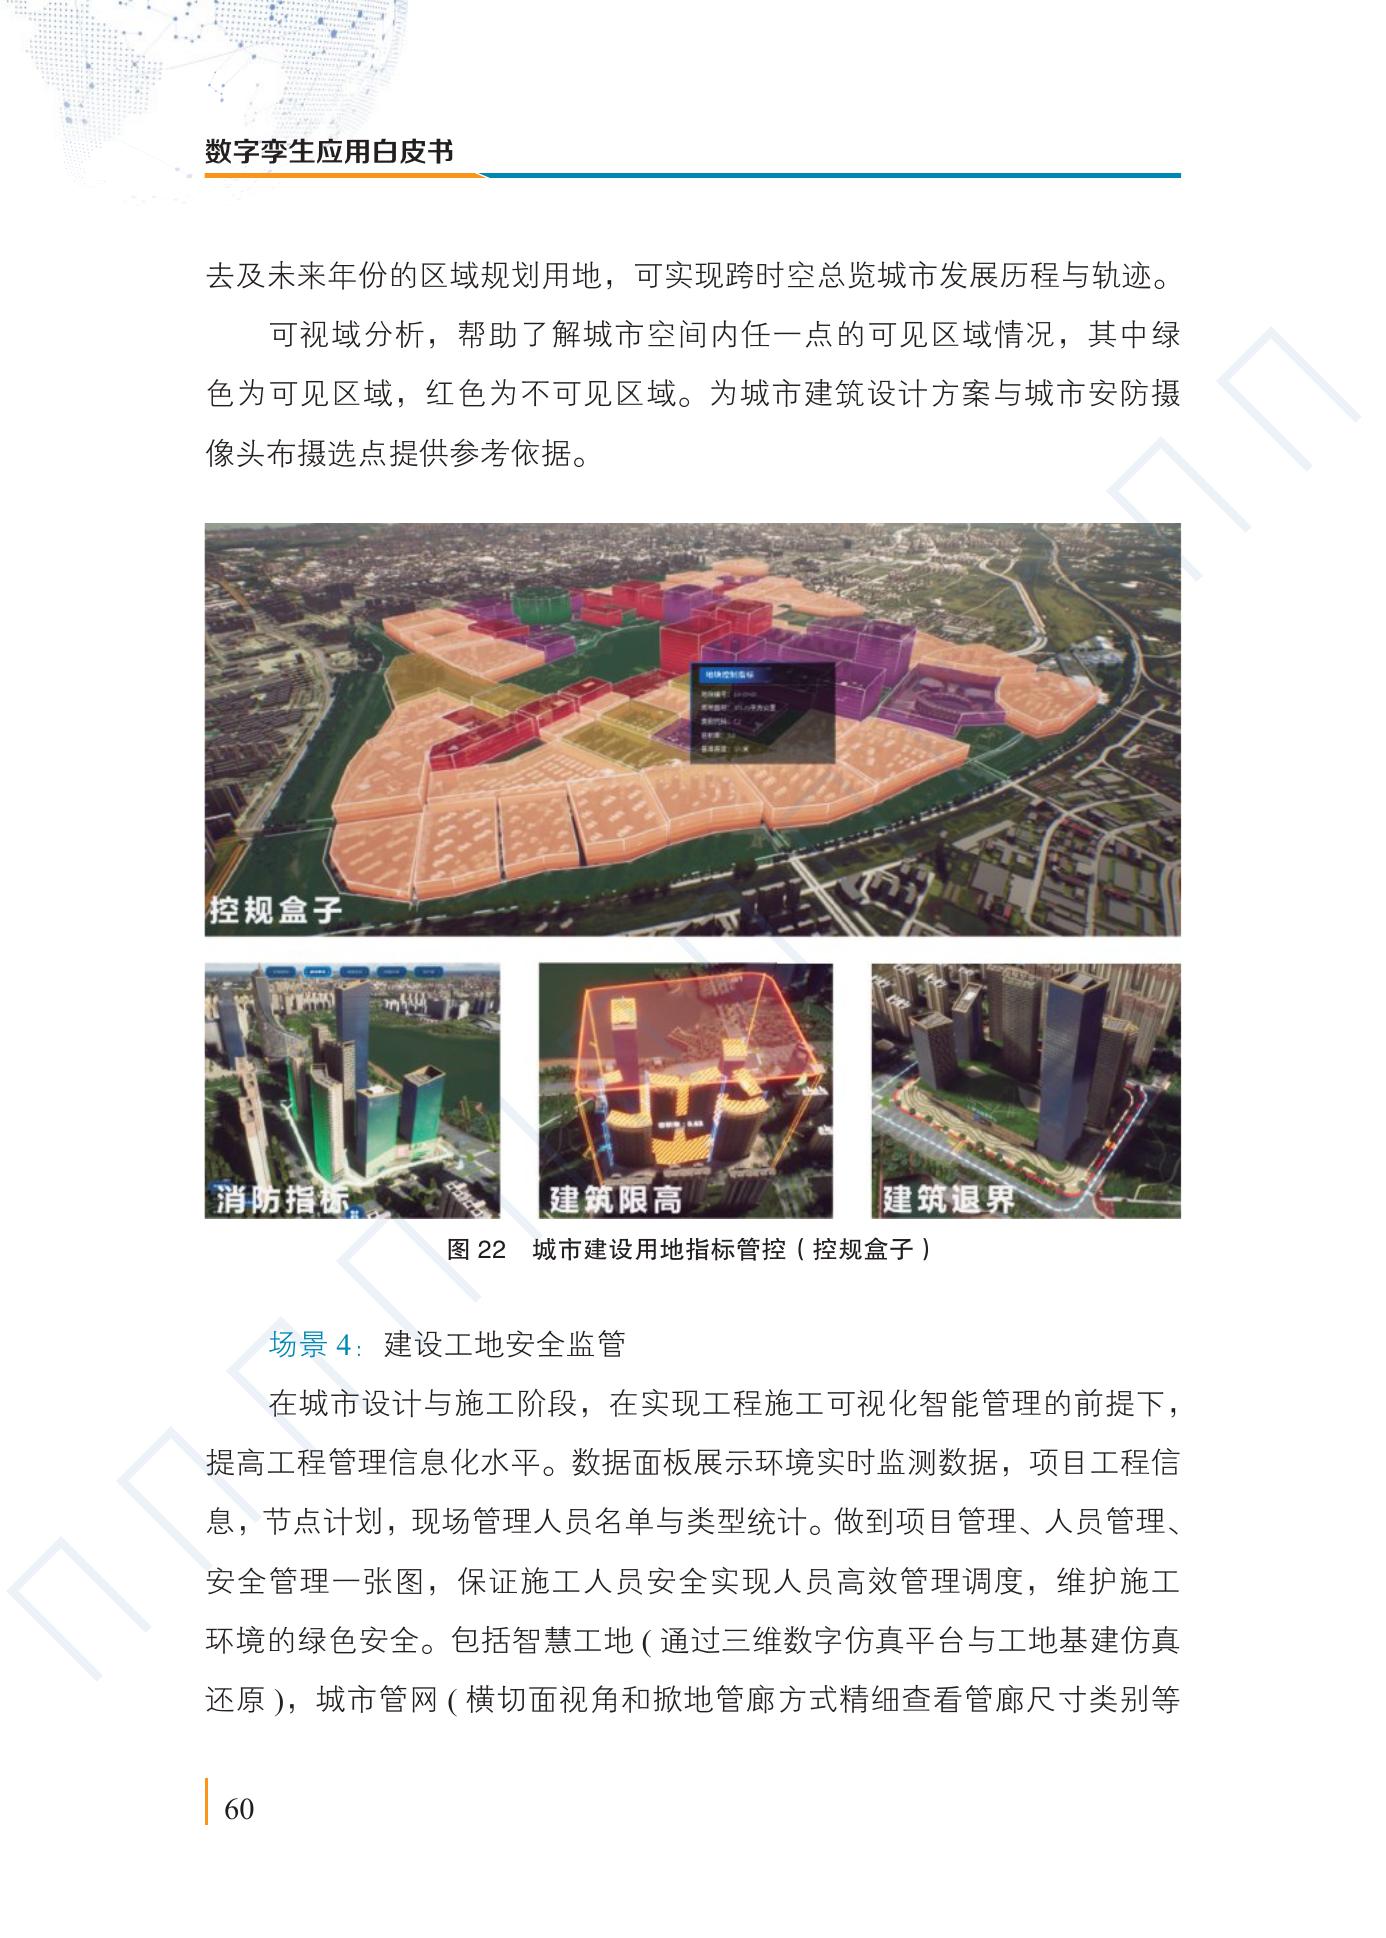 数字孪生应用白皮书
去及未来年份的区域规划用地，可实现跨时空总览城市发展历程与轨迹。
可视域分析，帮助了解城市空间内任一点的可见区域情况，其中绿
色为可见区域，红色为不可见区域。为城市建筑设计方案与城市安防摄
像头布摄选点提供参考依据。
地块控制指标
控规盒子
消防指标
建筑限高
建筑退界
图 22 城市建设用地指标管控（控规盒子）
场景 4：建设工地安全监管
在城市设计与施工阶段，在实现工程施工可视化智能管理的前提下，
提高工程管理信息化水平。数据面板展示环境实时监测数据，项目工程信
息，节点计划，现场管理人员名单与类型统计。做到项目管理、人员管理、
安全管理一张图，保证施工人员安全实现人员高效管理调度，维护施工
环境的绿色安全。包括智慧工地 ( 通过三维数字仿真平台与工地基建仿真
还原 )，城市管网 ( 横切面视角和掀地管廊方式精细查看管廊尺寸类别等
60